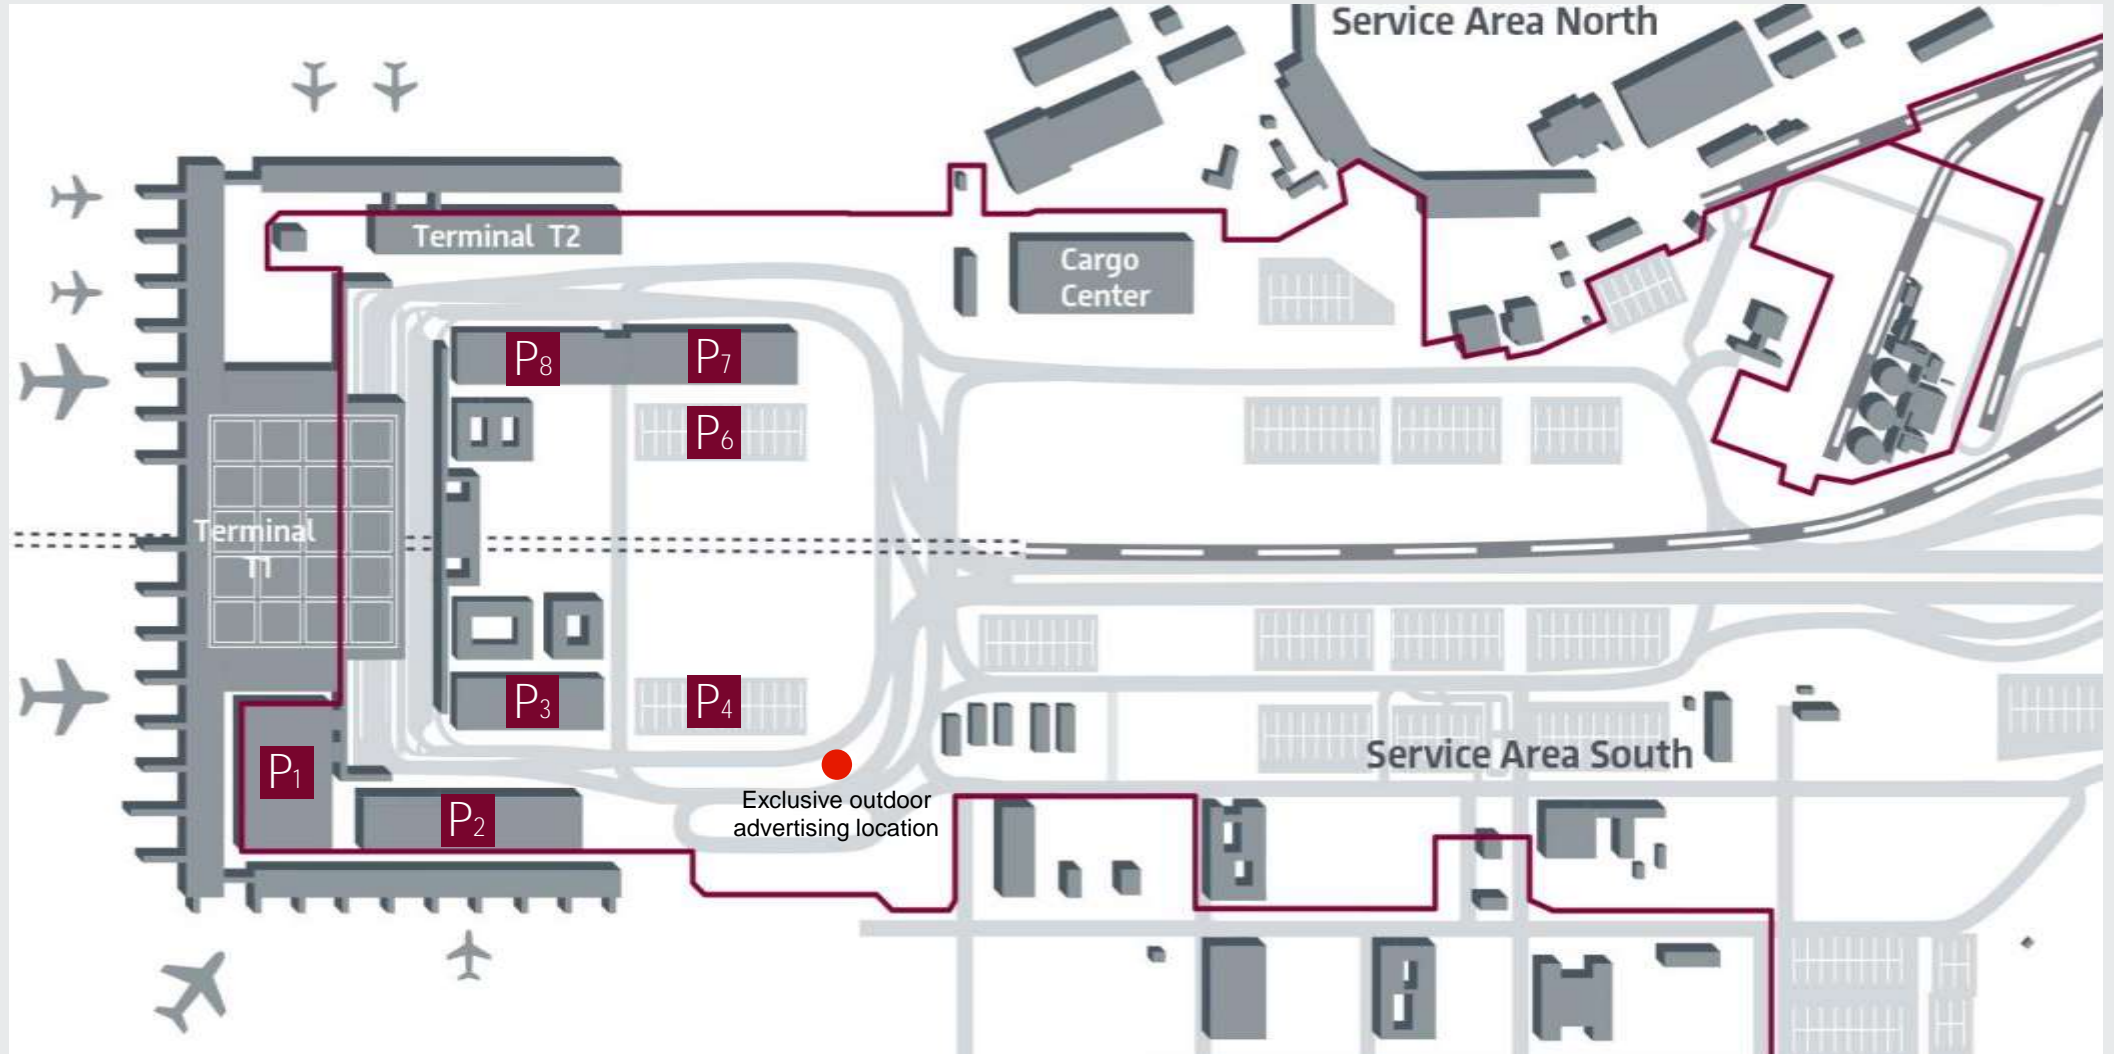 Service Area North
Terminal T2
Cargo
Center
P8
P7
P6
Terminal
T1
P3
P4
Service Area South
P1
Exclusive outdoor
advertising location
P2